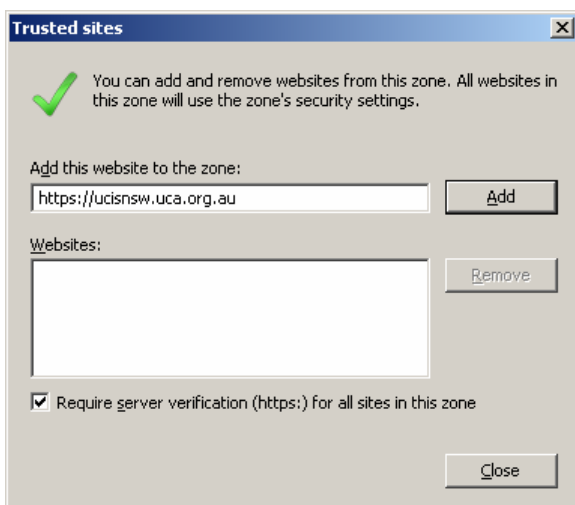 Trusted sites
You can add and remove websites from this zone. All websites in
this zone will use the zone's security settings.
Add this website to the zone:
https://ucisnsw.uca.org.au
Add
Websites:
Remove
Require server verification (https:) for all sites in this zone
Close